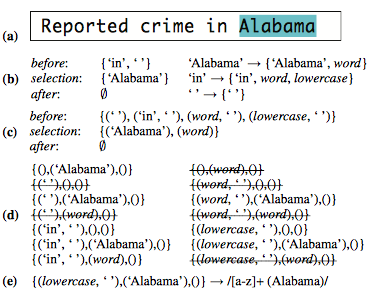 (a) Reported crime in Alabama
before: {‘in’, ‘ ’} ‘Alabama’ → {‘Alabama’, word}
(b) selection: {‘Alabama’} ‘in’ → {‘in’, word, lowercase}
after: ∅ ‘ ’ → {‘ ’}
before: {(‘ ’), (‘in’, ‘ ’), (word, ‘ ’), (lowercase, ‘ ’)}
(c) selection: {(‘Alabama’), (word)}
after: ∅
{(),(‘Alabama’),()} {(),(word),()}
{(‘ ’),(),()} {(word, ‘ ’),(),()}
{(‘ ’),(‘Alabama’),()} {(word, ‘ ’),(‘Alabama’),()}
(d) {(‘ ’),(word),()} {(word, ‘ ’),(word),()}
{(‘in’, ‘ ’),(),()} {(lowercase, ‘ ’),(),()}
{(‘in’, ‘ ’),(‘Alabama’),()} {(lowercase, ‘ ’),(‘Alabama’),()}
{(‘in’, ‘ ’),(word),()} {(lowercase, ‘ ’),(word),()}
(e) {(lowercase, ‘ ’),(‘Alabama’),()} → /[a-z]+ (Alabama)/